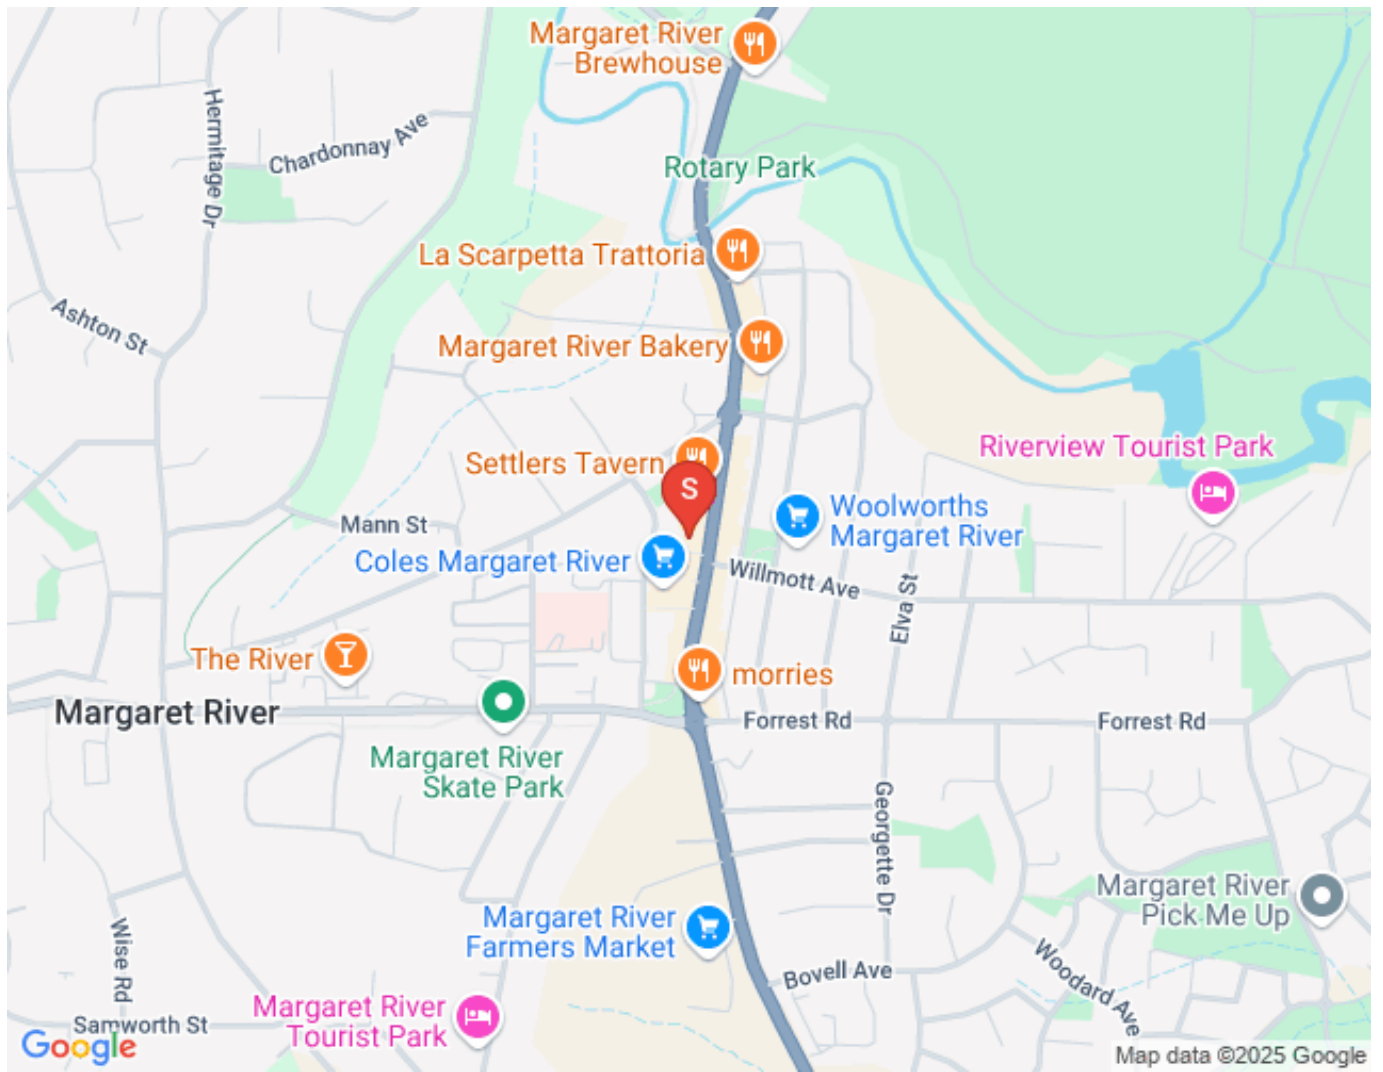 Margaret River
Brewhouse
Hermitage Dr
Chardonnay Ave
Rotary Park
La Scarpetta Trattoria
Ashton St
Margaret River Bakery
Settlers Tavern
Riverview Tourist Park
S
Mann St
Woolworths
Margaret River
Coles Margaret River
Willmott Ave
Elva St
The River
morries
Margaret River
Forrest Rd
Forrest Rd
Margaret River
Skate Park
Georgette Dr
Margaret River
Pick Me Up
Margaret River
Farmers Market
Wise Rd
Bovell Ave
Woodard Ave
Margaret River
Tourist Park
Samworth St
Google
Map data ©2025 Google